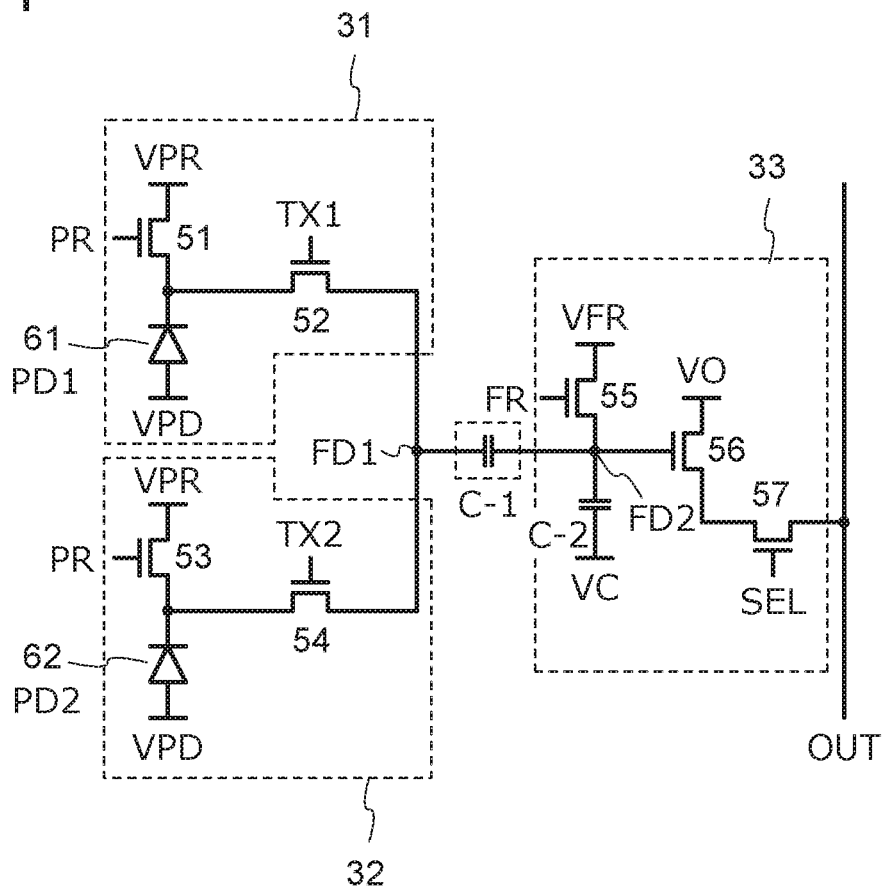 31
VPR
TX1
PR
51
52
61
PD1
VPD
33
VFR
VO
FR
55
56
FD1
C-1
FD2
57
C-2
VC
SEL
VPR
TX2
PR
53
54
62
PD2
VPD
OUT
32